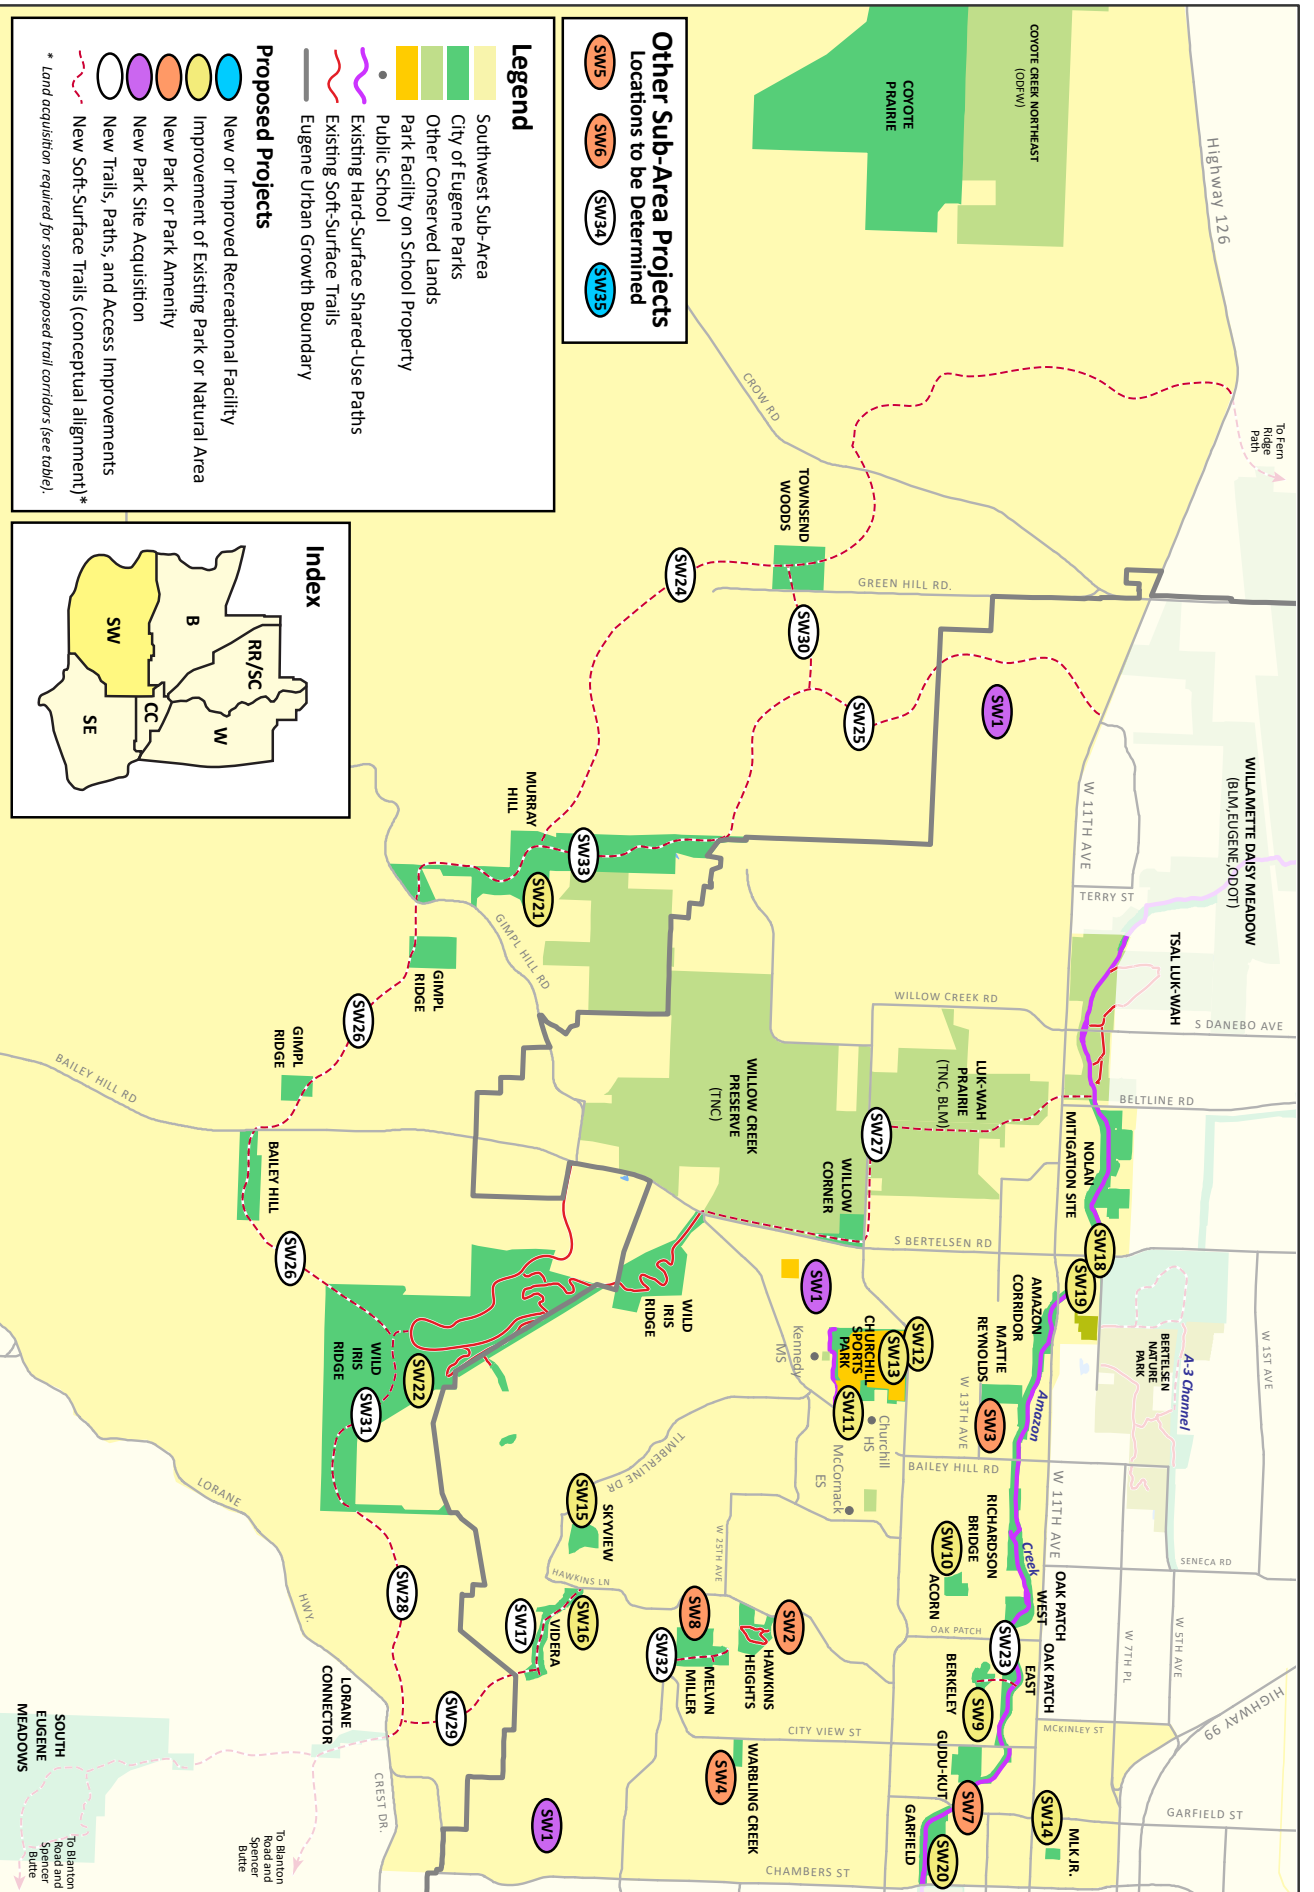 Other Sub-Area Projects
Locations to be Determined
SW5
SW6
SW34
SW35
Legend
Southwest Sub-Area
City of Eugene Parks
Other Conserved Lands
Park Facility on School Property
Public School
Existing Hard-Surface Shared-Use Paths
Existing Soft-Surface Trails
Eugene Urban Growth Boundary
Proposed Projects
New or Improved Recreational Facility
Improvement of Existing Park or Natural Area
New Park or Park Amenity
New Park Site Acquisition
New Trails, Paths, and Access Improvements
New Soft-Surface Trails (conceptual alignment)*
* Land acquisition required for some proposed trail corridors (see table).
Index
B
RR/SC
SW
CC
W
SE
COYOTE CREEK NORTHEAST
(ODFW)
COYOTE
PRAIRIE
Highway 126
To Fern
Ridge
Path
CROW RD
TOWNSEND
WOODS
GREEN HILL RD.
SW24
SW30
SW25
SW1
WILLAMETTE DAISY MEADOW
(BLM,EUGENE,ODOT)
W 11TH AVE
TERRY ST
TSAL LUK-WAH
MURRAY
HILL
SW33
SW21
GIMPL HILL RD
GIMPL
RIDGE
SW26
GIMPL
RIDGE
BAILEY HILL RD
BAILEY HILL
SW26
WILLOW CREEK RD
S DANEBO AVE
BELTLINE RD
LUK-WAH
PRAIRIE
(TNC, BLM)
WILLOW CREEK
PRESERVE
(TNC)
SW27
WILLOW
CORNER
NOLAN
MITIGATION SITE
S BERTELSEN RD
SW18
SW19
W 1ST AVE
A-3 Channel
BERTELSEN
NATURE
PARK
AMAZON
CORRIDOR
MATTIE
REYNOLDS
Amazon
SW3
W 13TH AVE
SW1
SW12
SW13
CHURCHILL
SPORTS
PARK
SW11
Kennedy
MS
Churchill
HS
McCornack
ES
BAILEY HILL RD
WILD
IRIS
RIDGE
WILD
IRIS
RIDGE
SW22
SW31
TIMBERLINE DR
LORANE
HWY.
SW15
SKYVIEW
HAWKINS LN
W 25TH AVE
SW10
RICHARDSON
BRIDGE
ACORN
Creek
W 11TH AVE
SENECA RD
OAK PATCH
WEST
OAK PATCH
W 7TH PL
W 5TH AVE
HIGHWAY 99
SW28
SW17
SW16
VIDERA
SW8
SW32
MELVIN
MILLER
SW2
HAWKINS
HEIGHTS
SW23
OAK PATCH
EAST
BERKELEY
SW9
MCKINLEY ST
CITY VIEW ST
LORANE
CONNECTOR
SW29
SW4
WARBLING CREEK
GUDU-KUT
SW7
GARFIELD
SW20
SW14
MLK JR.
GARFIELD ST
SOUTH
EUGENE
MEADOWS
CREST DR.
SW1
CHAMBERS ST
To Blanton
Road and
Spencer
Butte
To Blanton
Road and
Spencer
Butte